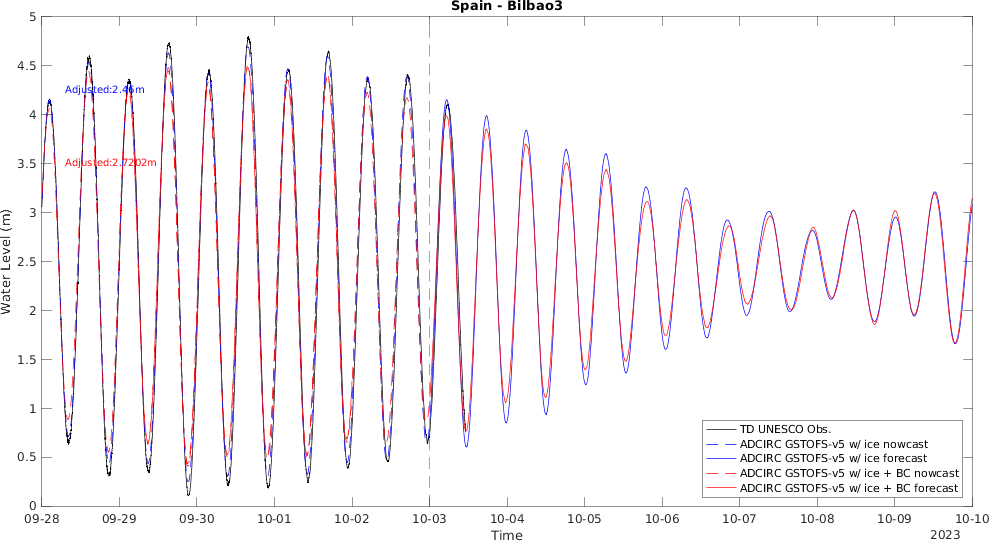 Spain - Bilbao3
5
4.5
4
3.5
3
2.5
2
1.5
1
0.5
0
Water Level (m)
Adjusted:2.46m
Adjusted:2.7202m
TD UNESCO Obs.
ADCIRC GSTOFS-v5 w/ ice nowcast
ADCIRC GSTOFS-v5 w/ ice forecast
ADCIRC GSTOFS-v5 w/ ice + BC nowcast
ADCIRC GSTOFS-v5 w/ ice + BC forecast
09-28 09-29 09-30 10-01 10-02 10-03 10-04 10-05 10-06 10-07 10-08 10-09 10-10
Time
2023